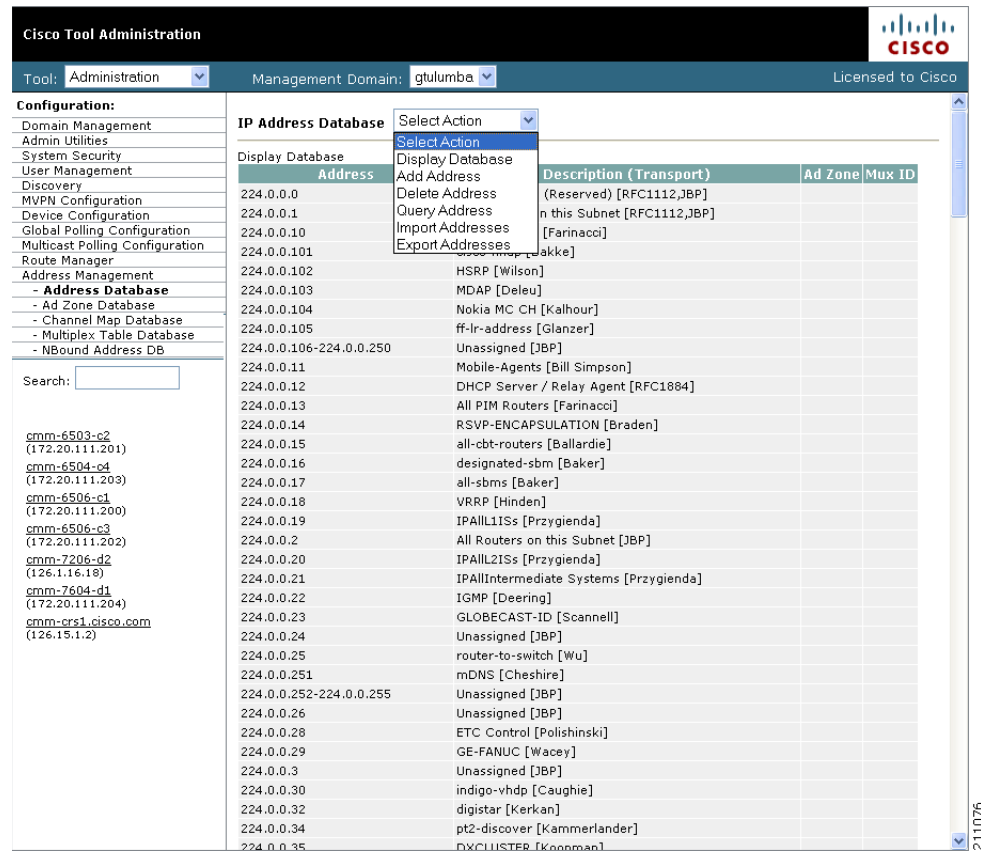 Cisco Tool Administration
CISCO
Tool: Administration Management Domain: gtulumba Licensed to Cisco
Configuration:
Domain Management
Admin Utilities
System Security
User Management
Discovery
MVPN Configuration
Device Configuration
Global Polling Configuration
Multicast Polling Configuration
Route Manager
Address Management
- Address Database
- Ad Zone Database
- Channel Map Database
- Multiplex Table Database
- NBound Address DB
Search:
cmm-6503-c2
(172.20.111.201)
cmm-6504-c4
(172.20.111.203)
cmm-6506-c1
(172.20.111.200)
cmm-6506-c3
(172.20.111.202)
cmm-7206-d2
(126.1.16.18)
cmm-7604-d1
(172.20.111.204)
cmm-crs1.cisco.com
(126.15.1.2)
IP Address Database Select Action
Select Action
Display Database
Add Address
Delete Address
Query Address
Import Addresses
Export Addresses
Display Database
Address Description (Transport) Ad Zone Mux ID
224.0.0.0 (Reserved) [RFC1112,JBP]
224.0.0.1 this Subnet [RFC1112,JBP]
224.0.0.10 [Farinacci]
224.0.0.101
224.0.0.102 HSRP [Wilson]
224.0.0.103 MDAP [Deleu]
224.0.0.104 Nokia MC CH [Kalhour]
224.0.0.105 ff-lr-address [Glanzer]
224.0.0.106-224.0.0.250 Unassigned [JBP]
224.0.0.11 Mobile-Agents [Bill Simpson]
224.0.0.12 DHCP Server / Relay Agent [RFC1884]
224.0.0.13 All PIM Routers [Farinacci]
224.0.0.14 RSVP-ENCAPSULATION [Braden]
224.0.0.15 all-cbt-routers [Ballardie]
224.0.0.16 designated-sbm [Baker]
224.0.0.17 all-sbms [Baker]
224.0.0.18 VRRP [Hinden]
224.0.0.19 IPAllL1ISs [Przygienda]
224.0.0.2 All Routers on this Subnet [JBP]
224.0.0.20 IPAllL2ISs [Przygienda]
224.0.0.21 IPAllIntermediate Systems [Przygienda]
224.0.0.22 IGMP [Deering]
224.0.0.23 GLOBECAST-ID [Scannell]
224.0.0.24 Unassigned [JBP]
224.0.0.25 router-to-switch [Wu]
224.0.0.251 mDNS [Cheshire]
224.0.0.252-224.0.0.255 Unassigned [JBP]
224.0.0.26 Unassigned [JBP]
224.0.0.28 ETC Control [Polishinski]
224.0.0.29 GE-FANUC [Wacey]
224.0.0.3 Unassigned [JBP]
224.0.0.30 indigo-vhdp [Caughie]
224.0.0.32 digistar [Kerkan]
224.0.0.34 pt2-discover [Kammerlander]
224.0.0.35 DXCLUSTER [Koopman]
211076